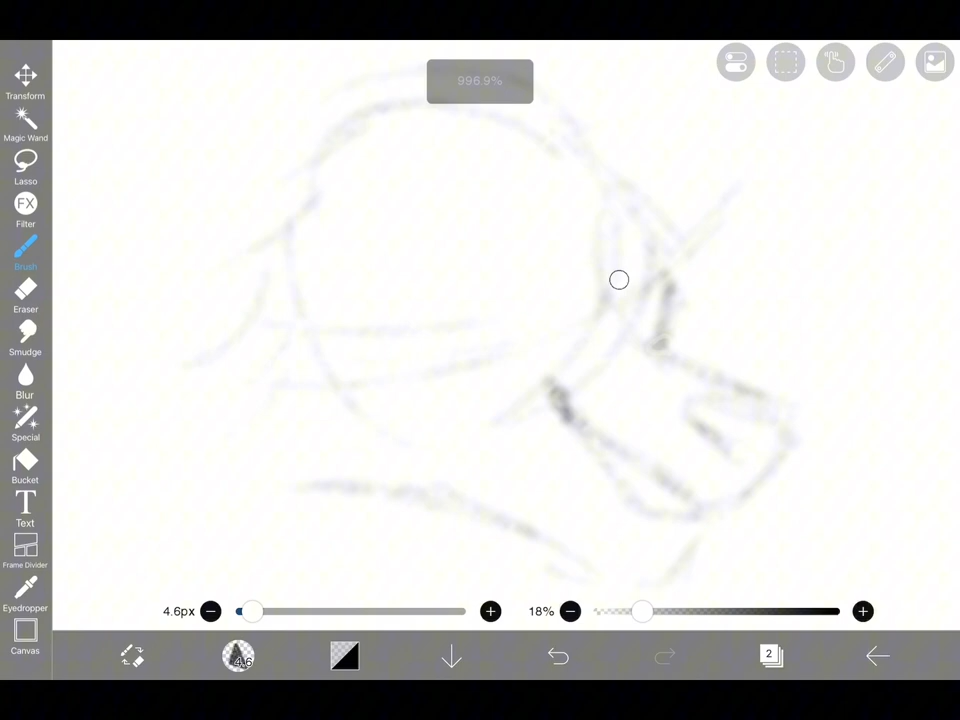 996.9%
Transform
Magic Wand
Lasso
FX
Filter
Brush
Eraser
Smudge
Blur
Special
Bucket
T
Text
Frame Divider
Eyedropper
Canvas
4.6px
18%
4.6
2